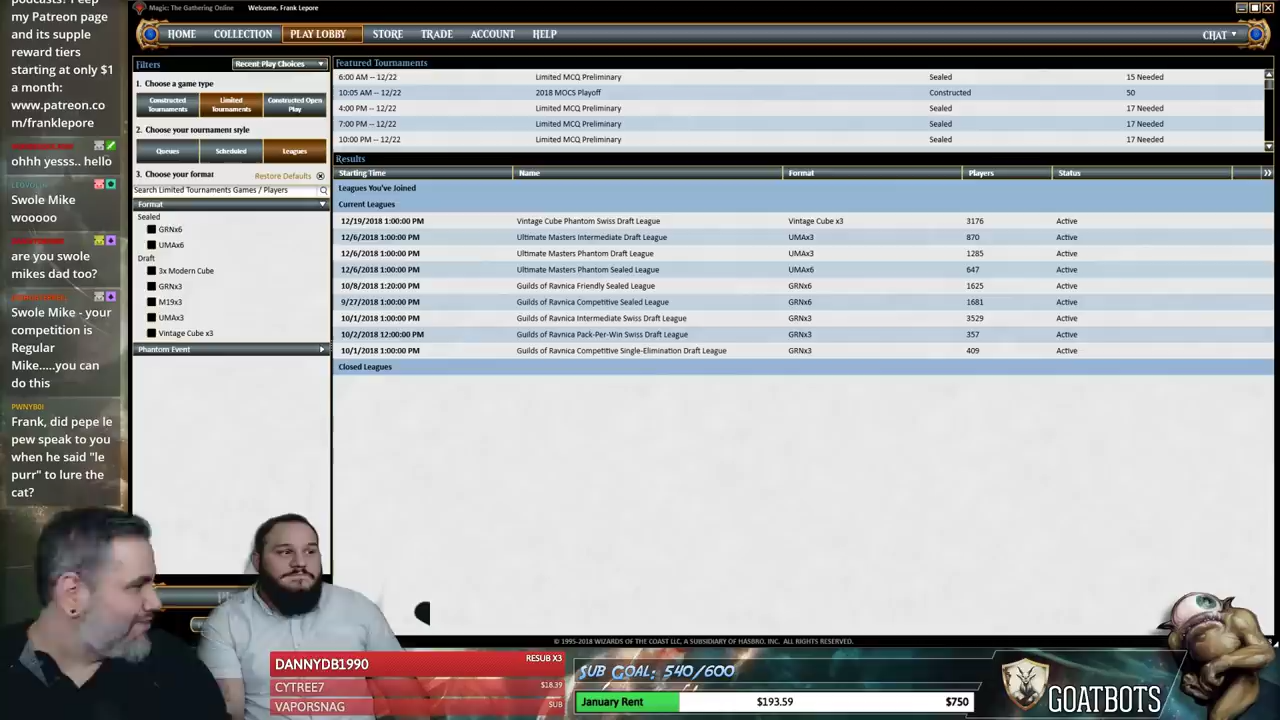 podcasts? I keep
my Patreon page
and its supple
reward tiers
starting at only $1
a month:
www.patreon.co
m/franklepore
ohhh yesss.. hello
Swole Mike
wooooo
are you swole
mikes dad too?
Swole Mike - your
competition is
Regular
Mike.....you can
do this
PWNYB0I
Frank, did pepe le
pew speak to you
when he said "le
purr" to lure the
cat?
Magic: The Gathering Online Welcome, Frank Lepore
HOME COLLECTION PLAY LOBBY STORE TRADE ACCOUNT HELP CHAT
Filters Recent Play Choices
1. Choose a game type
Constructed Tournaments Limited Tournaments Constructed Open Play
2. Choose your tournament style
Queues Scheduled Leagues
3. Choose your format Restore Defaults
Search Limited Tournaments Games / Players
Format
Sealed
GRNx6
UMAx6
Draft
3x Modern Cube
GRNx3
M19x3
UMAx3
Vintage Cube x3
Phantom Event
Featured Tournaments
6:00 AM -- 12/22 Limited MCQ Preliminary Sealed 15 Needed
10:05 AM -- 12/22 2018 MOCS Playoff Constructed 50
4:00 PM -- 12/22 Limited MCQ Preliminary Sealed 17 Needed
7:00 PM -- 12/22 Limited MCQ Preliminary Sealed 17 Needed
10:00 PM -- 12/22 Limited MCQ Preliminary Sealed 17 Needed
Results
Starting Time Name Format Players Status
Leagues You've Joined
Current Leagues
12/19/2018 1:00:00 PM Vintage Cube Phantom Swiss Draft League Vintage Cube x3 3176 Active
12/6/2018 1:00:00 PM Ultimate Masters Intermediate Draft League UMAx3 870 Active
12/6/2018 1:00:00 PM Ultimate Masters Phantom Draft League UMAx3 1285 Active
12/6/2018 1:00:00 PM Ultimate Masters Phantom Sealed League UMAx6 647 Active
10/8/2018 1:20:00 PM Guilds of Ravnica Friendly Sealed League GRNx6 1625 Active
9/27/2018 1:00:00 PM Guilds of Ravnica Competitive Sealed League GRNx6 1681 Active
10/1/2018 1:00:00 PM Guilds of Ravnica Intermediate Swiss Draft League GRNx3 3529 Active
10/2/2018 12:00:00 PM Guilds of Ravnica Pack-Per-Win Swiss Draft League GRNx3 357 Active
10/1/2018 1:00:00 PM Guilds of Ravnica Competitive Single-Elimination Draft League GRNx3 409 Active
Closed Leagues
© 1995-2018 WIZARDS OF THE COAST LLC, A SUBSIDIARY OF HASBRO, INC. ALL RIGHTS RESERVED.
DANNYDB1990 RESUB X3
CYTREE7 $18.39
VAPORSNAG SUB
SUB GOAL: 540/600
January Rent $193.59 $750
GOATBOTS